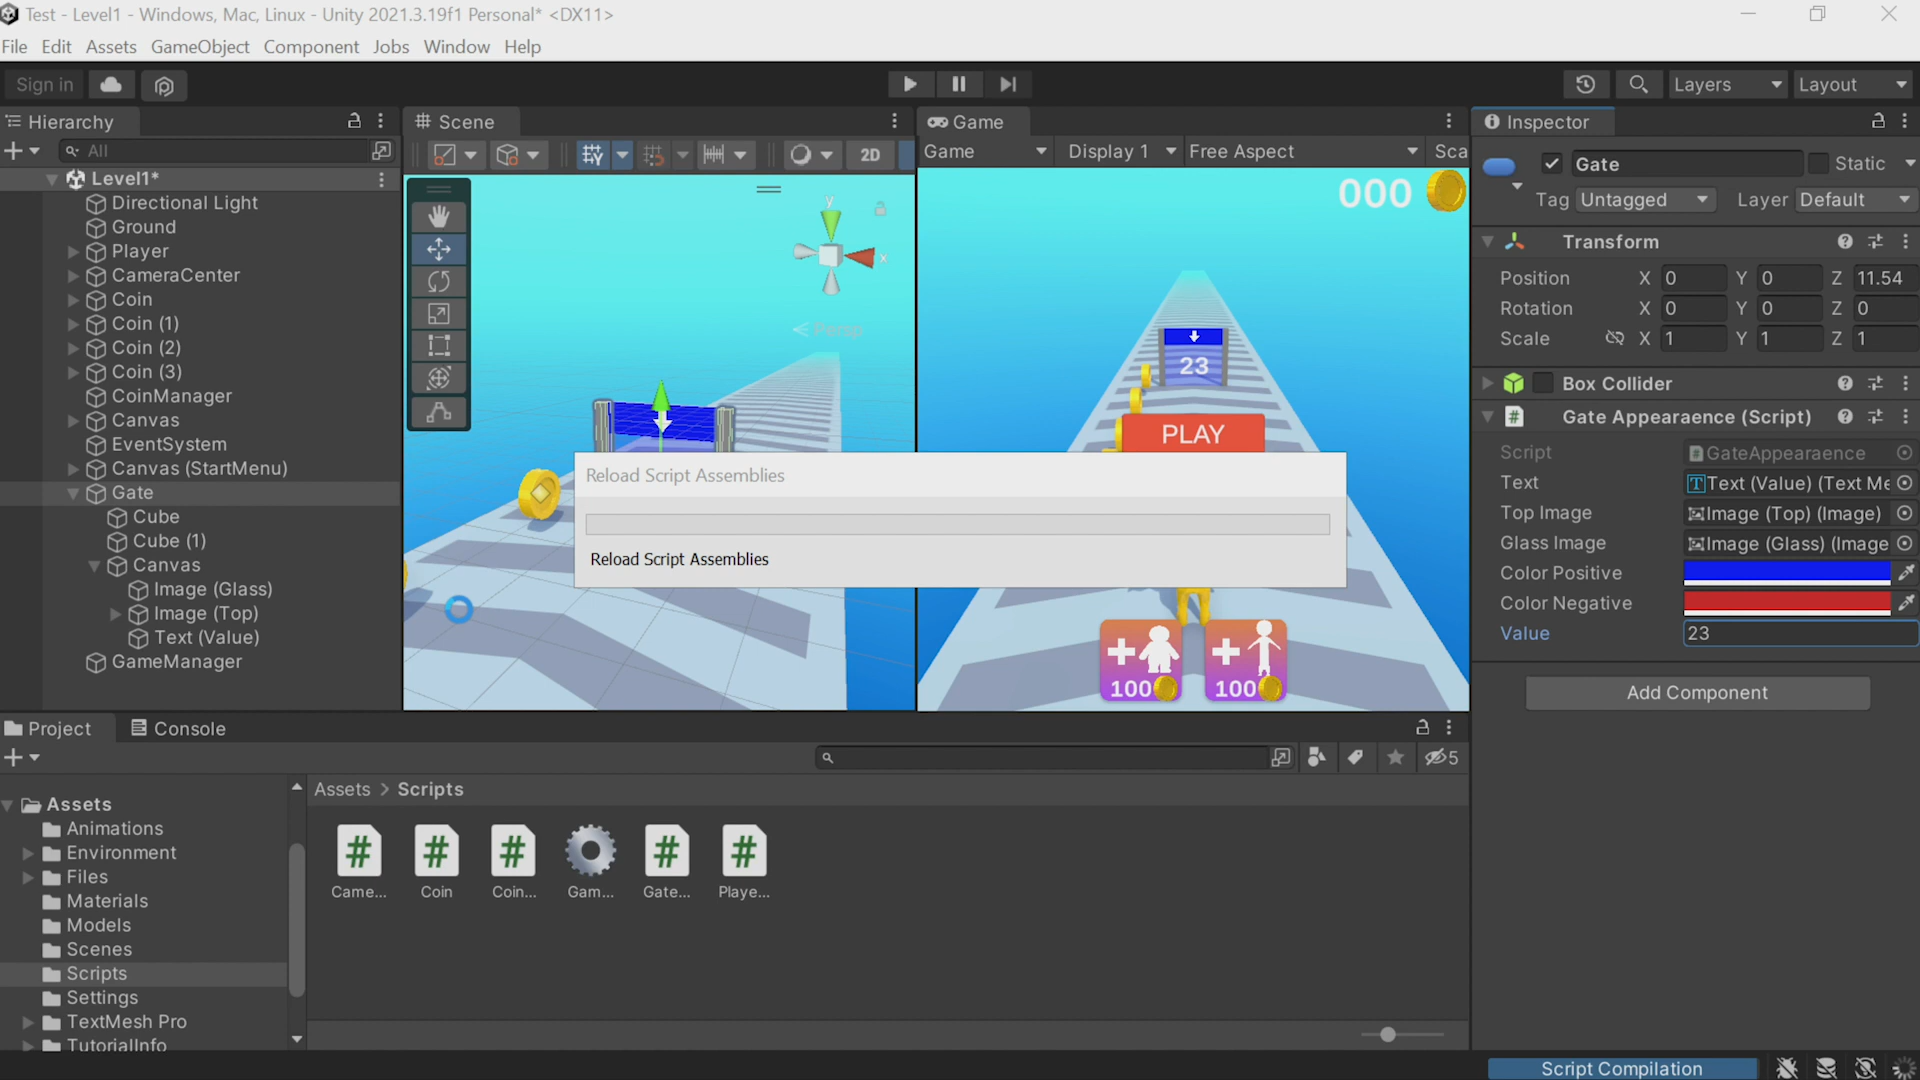 Test - Level1 - Windows, Mac, Linux - Unity 2021.3.19f1 Personal* <DX11>
File Edit Assets GameObject Component Jobs Window Help
Sign in
Layers Layout
Hierarchy
All
Level1*
Directional Light
Ground
Player
CameraCenter
Coin
Coin (1)
Coin (2)
Coin (3)
CoinManager
Canvas
EventSystem
Canvas (StartMenu)
Gate
Cube
Cube (1)
Canvas
Image (Glass)
Image (Top)
Text (Value)
GameManager
Scene
2D
y
x
Persp
Game
Game Display 1 Free Aspect Sca
000
23
PLAY
+
100
+
100
Reload Script Assemblies
Reload Script Assemblies
Inspector
Gate Static
Tag Untagged Layer Default
Transform
Position X 0 Y 0 Z 11.54
Rotation X 0 Y 0 Z 0
Scale X 1 Y 1 Z 1
Box Collider
# Gate Appearaence (Script)
Script #GateAppearaence
Text Text (Value) (Text Me
Top Image Image (Top) (Image)
Glass Image Image (Glass) (Image
Color Positive
Color Negative
Value 23
Add Component
Project Console
5
Assets
Animations
Environment
Files
Materials
Models
Scenes
Scripts
Settings
TextMesh Pro
TutorialInfo
Assets > Scripts
# # # # #
Came... Coin Coin... Gam... Gate... Playe...
Script Compilation